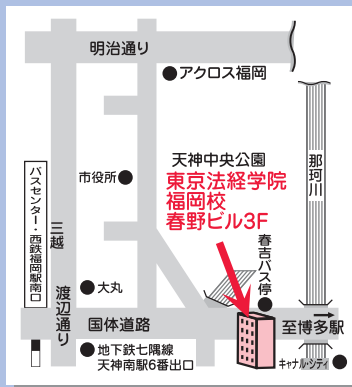 明治通り
アクロス福岡
那珂川
天神中央公園
市役所
東京法経学院
福岡校
春野ビル3F
バスセンター・西鉄福岡駅南口
三越
春吉バス停
渡辺通り
大丸
国体道路
至博多駅
地下鉄七隈線
天神南駅6番出口
キャナル・シティ